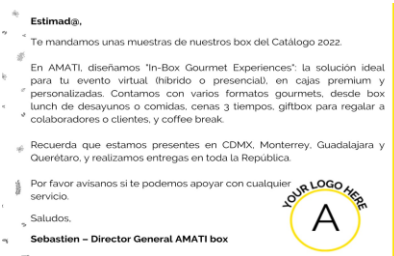 Estimad@,
Te mandamos unas muestras de nuestros box del Catálogo 2022.
En AMATI, diseñamos "In-Box Gourmet Experiences": la solución ideal
para tu evento virtual (híbrido o presencial), en cajas premium y
personalizadas. Contamos con varios formatos gourmets, desde box
lunch de desayunos o comidas, cenas 3 tiempos, giftbox para regalar a
colaboradores o clientes, y coffee break.
Recuerda que estamos presentes en CDMX, Monterrey, Guadalajara y
Querétaro, y realizamos entregas en toda la República.
Por favor avisanos si te podemos apoyar con cualquier
servicio.
Saludos,
Sebastien – Director General AMATI box
YOUR LOGO HERE
A